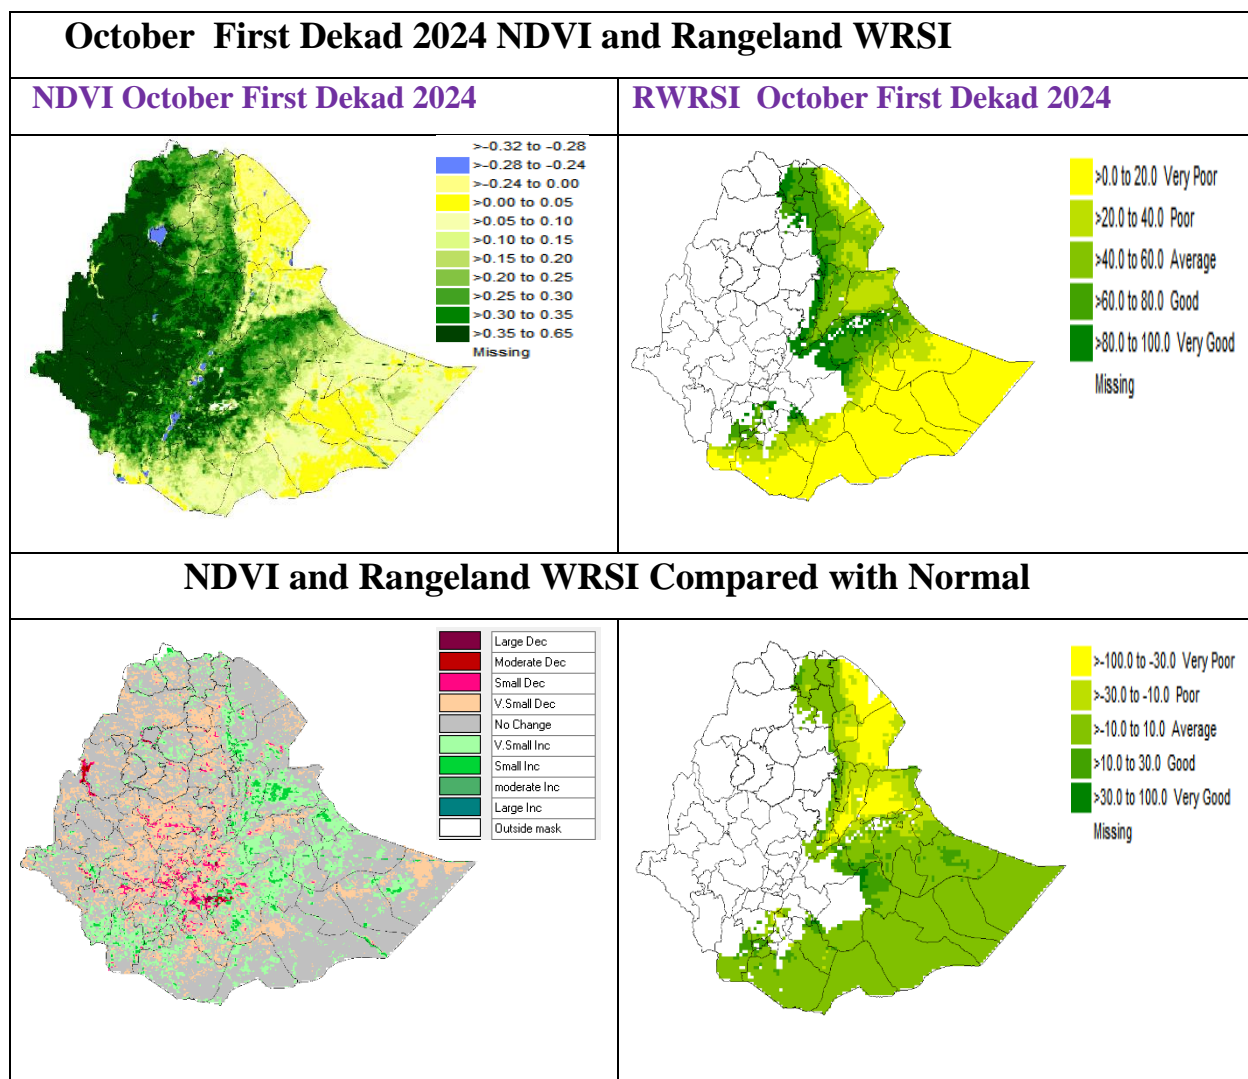 October  First Dekad 2024 NDVI and Rangeland WRSI
NDVI October First Dekad 2024
RWRSI  October First Dekad 2024
>-0.32 to -0.28
>-0.28 to -0.24
>-0.24 to 0.00
>0.00 to 0.05
>0.05 to 0.10
>0.10 to 0.15
>0.15 to 0.20
>0.20 to 0.25
>0.25 to 0.30
>0.30 to 0.35
>0.35 to 0.65
Missing
>0.0 to 20.0  Very Poor
>20.0 to 40.0  Poor
>40.0 to 60.0  Average
>60.0 to 80.0  Good
>80.0 to 100.0  Very Good
Missing
NDVI and Rangeland WRSI Compared with Normal
Large Dec
Moderate Dec
Small Dec
V.Small Dec
No Change
V.Small Inc
Small Inc
moderate Inc
Large Inc
Outside mask
>-100.0 to -30.0  Very Poor
>-30.0 to -10.0  Poor
>-10.0 to 10.0  Average
>10.0 to 30.0  Good
>30.0 to 100.0  Very Good
Missing